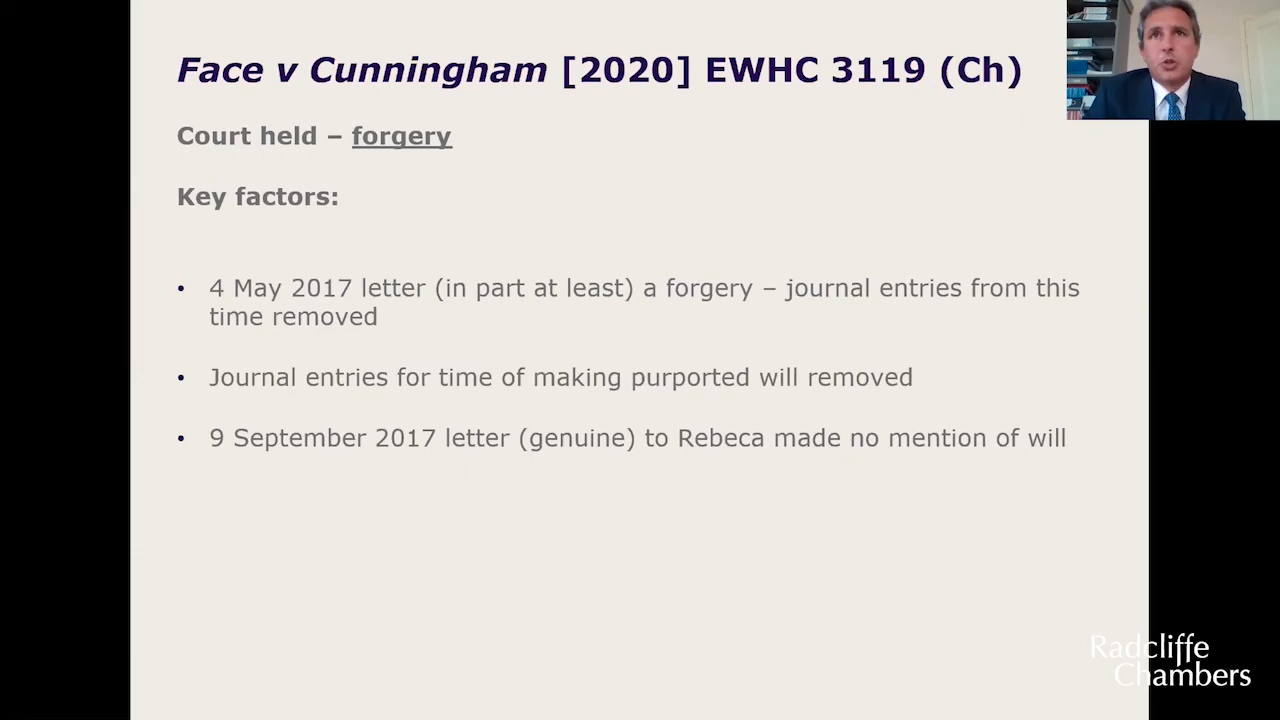 Face v Cunningham [2020] EWHC 3119 (Ch)
Court held – forgery
Key factors:
• 4 May 2017 letter (in part at least) a forgery – journal entries from this
time removed
• Journal entries for time of making purported will removed
• 9 September 2017 letter (genuine) to Rebeca made no mention of will
Radcliffe
Chambers